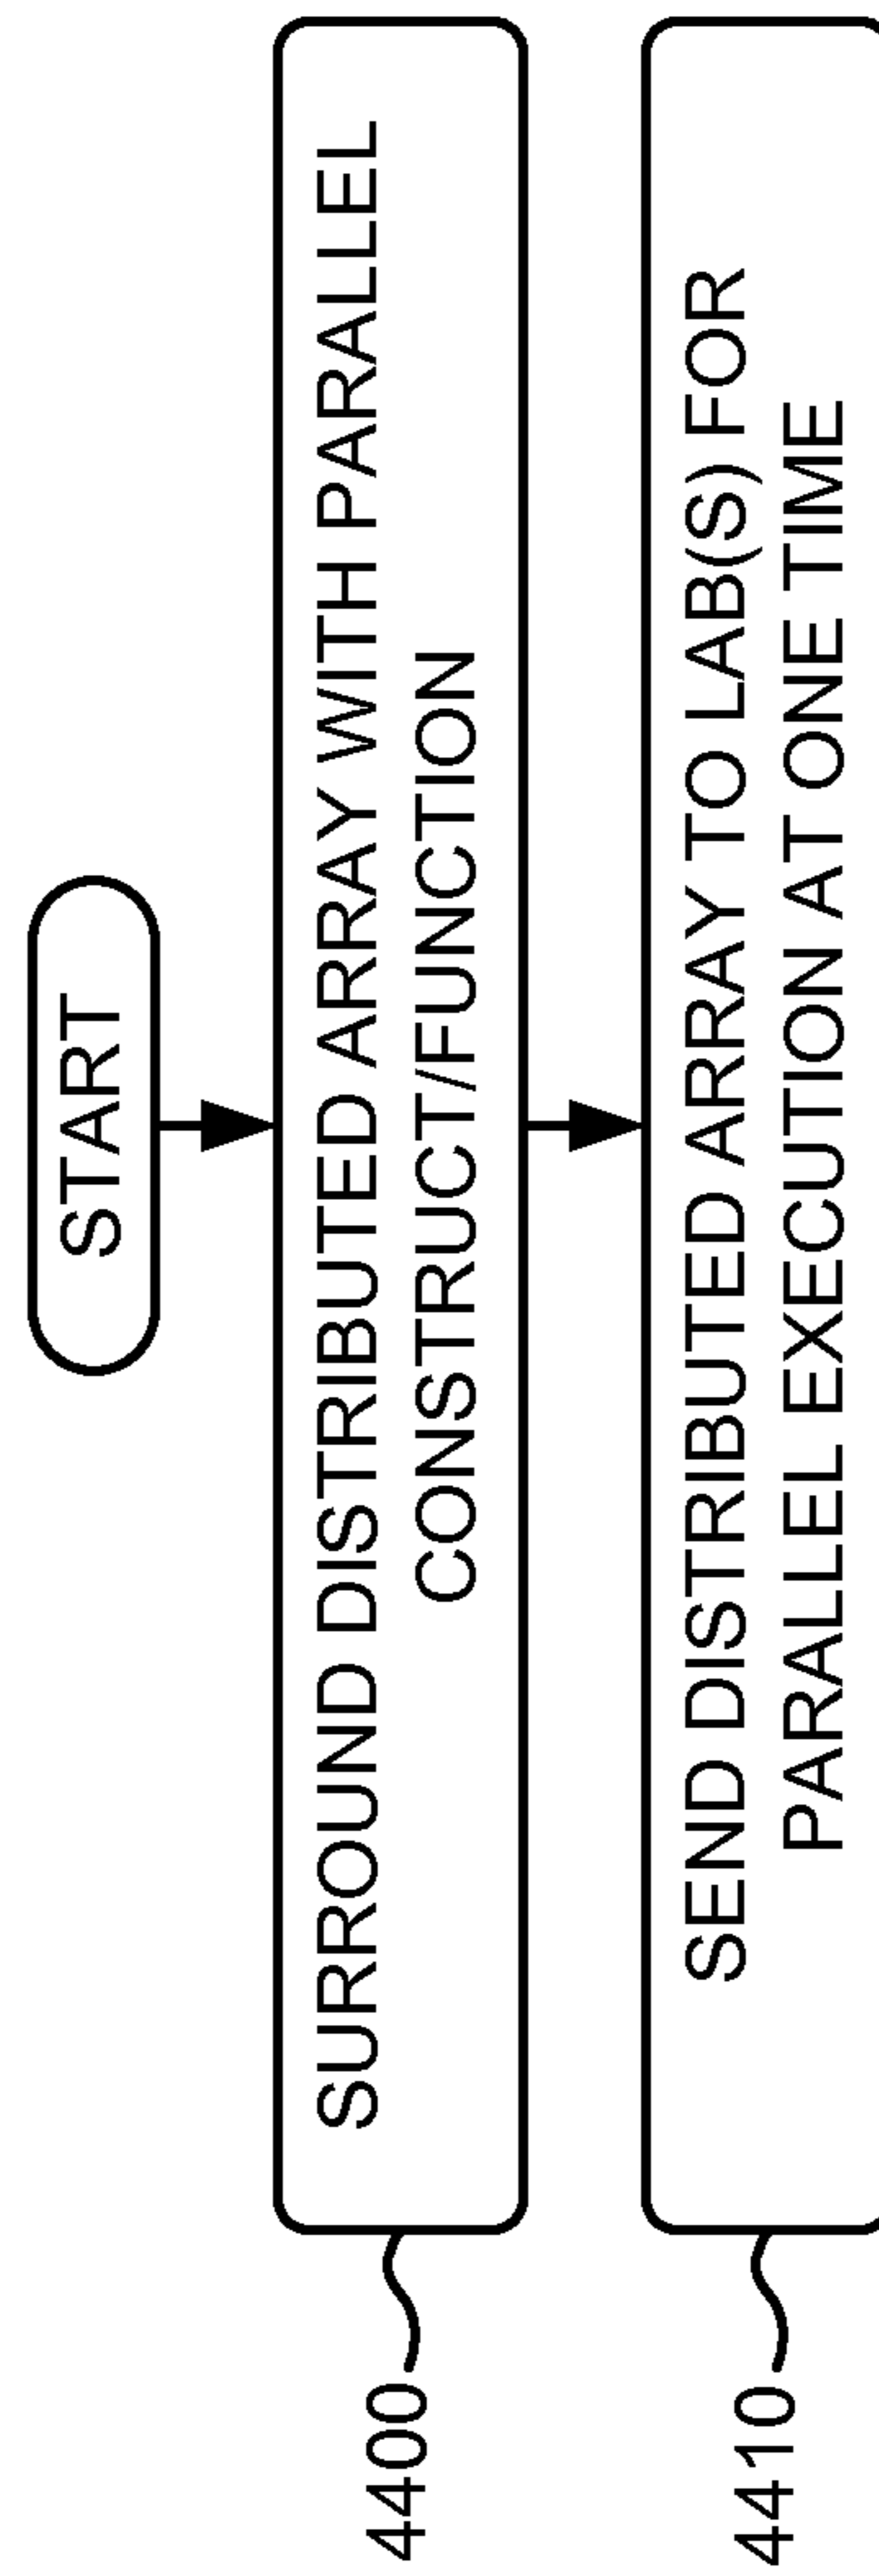 START
4400
SURROUND DISTRIBUTED ARRAY WITH PARALLEL
CONSTRUCT/FUNCTION
4410
SEND DISTRIBUTED ARRAY TO LAB(S) FOR
PARALLEL EXECUTION AT ONE TIME